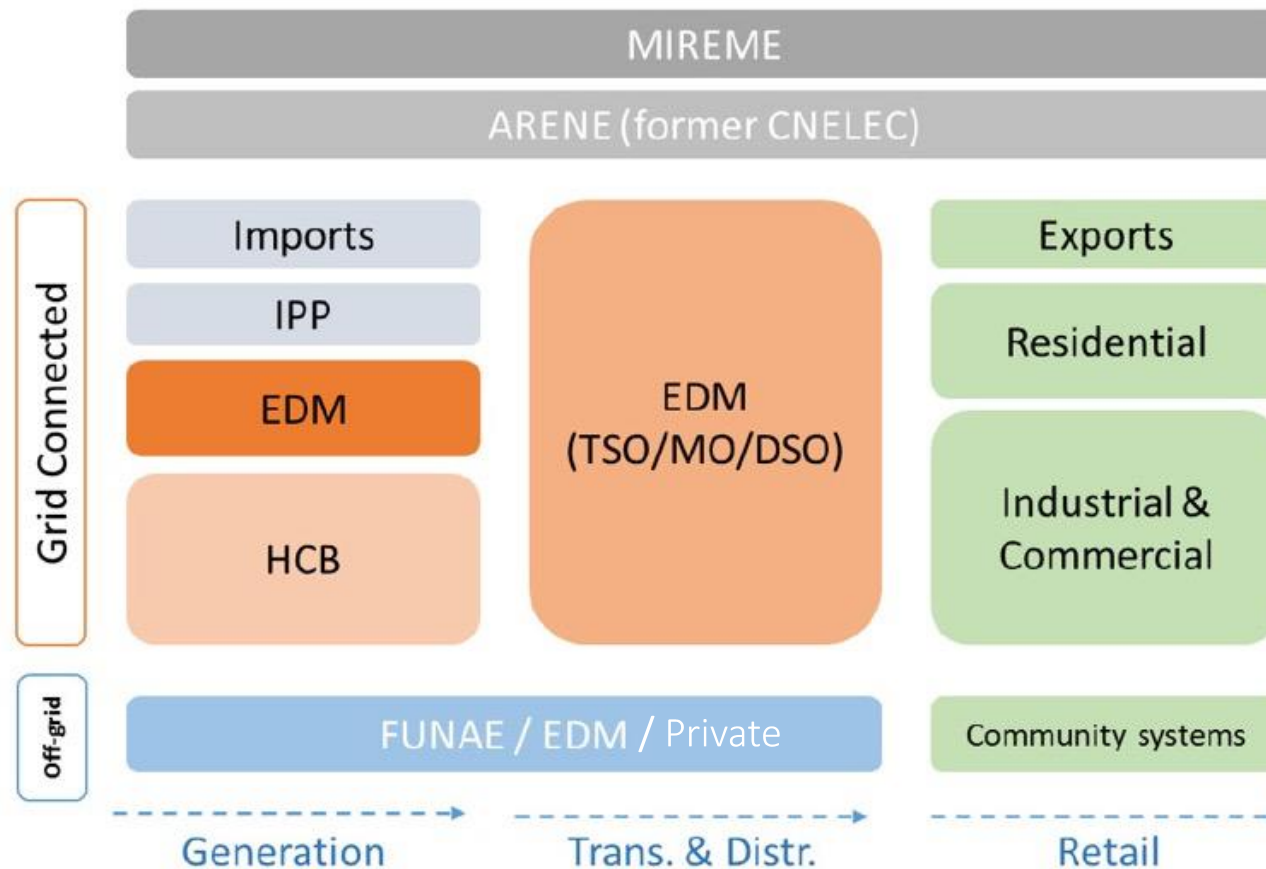 MIREME
ARENE (former CNELEC)
Grid Connected
Imports
IPP
EDM
HCB
EDM
(TSO/MO/DSO)
Exports
Residential
Industrial &
Commercial
off-grid
FUNAE / EDM / Private
Community systems
Generation
Trans. & Distr.
Retail